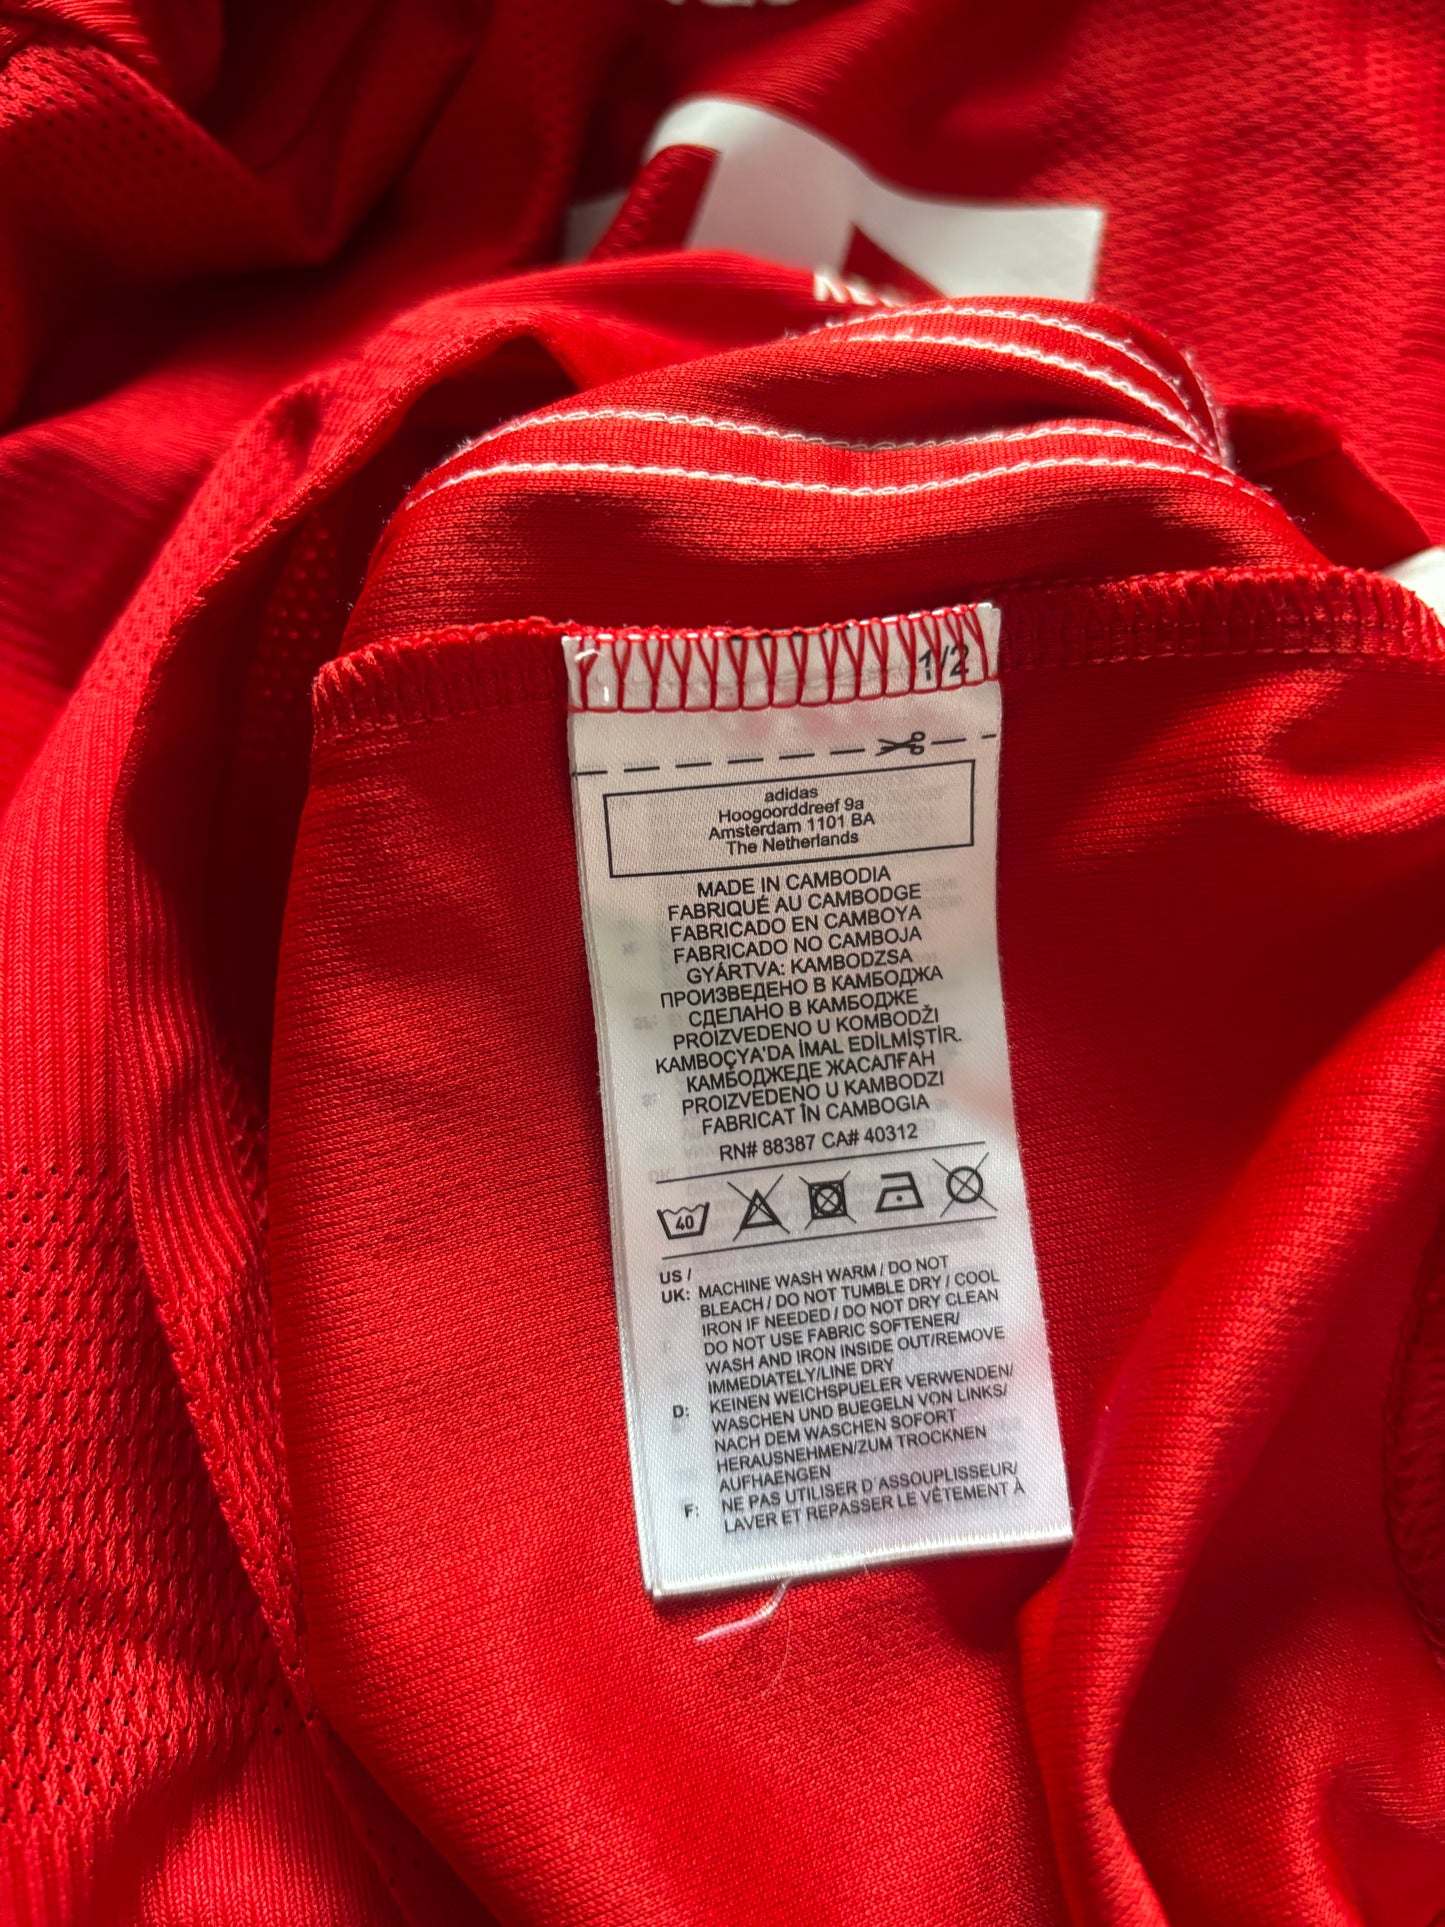 1/2
adidas
Hoogoorddreef 9a
Amsterdam 1101 BA
The Netherlands
MADE IN CAMBODIA
FABRIQUÉ AU CAMBODGE
FABRICADO EN CAMBOYA
FABRICADO NO CAMBOJA
GYÁRTVA: KAMBODZSA
ПРОИЗВЕДЕНО В КАМБОДЖА
СДЕЛАНО В КАМБОДЖЕ
PROIZVEDENO U KOMBODŽI
KAMBOÇYA'DA İMAL EDİLMİŞTİR.
КАМБОДЖЕДЕ ЖАСАЛҒАН
PROIZVEDENO U KAMBODZI
FABRICAT ÎN CAMBOGIA
RN# 88387 CA# 40312
40
US /
UK: MACHINE WASH WARM / DO NOT
BLEACH / DO NOT TUMBLE DRY / COOL
IRON IF NEEDED / DO NOT DRY CLEAN
DO NOT USE FABRIC SOFTENER/
WASH AND IRON INSIDE OUT/REMOVE
IMMEDIATELY/LINE DRY
D: KEINEN WEICHSPUELER VERWENDEN/
WASCHEN UND BUEGELN VON LINKS/
NACH DEM WASCHEN SOFORT
HERAUSNEHMEN/ZUM TROCKNEN
AUFHAENGEN
F: NE PAS UTILISER D´ASSOUPLISSEUR/
LAVER ET REPASSER LE VÊTEMENT À